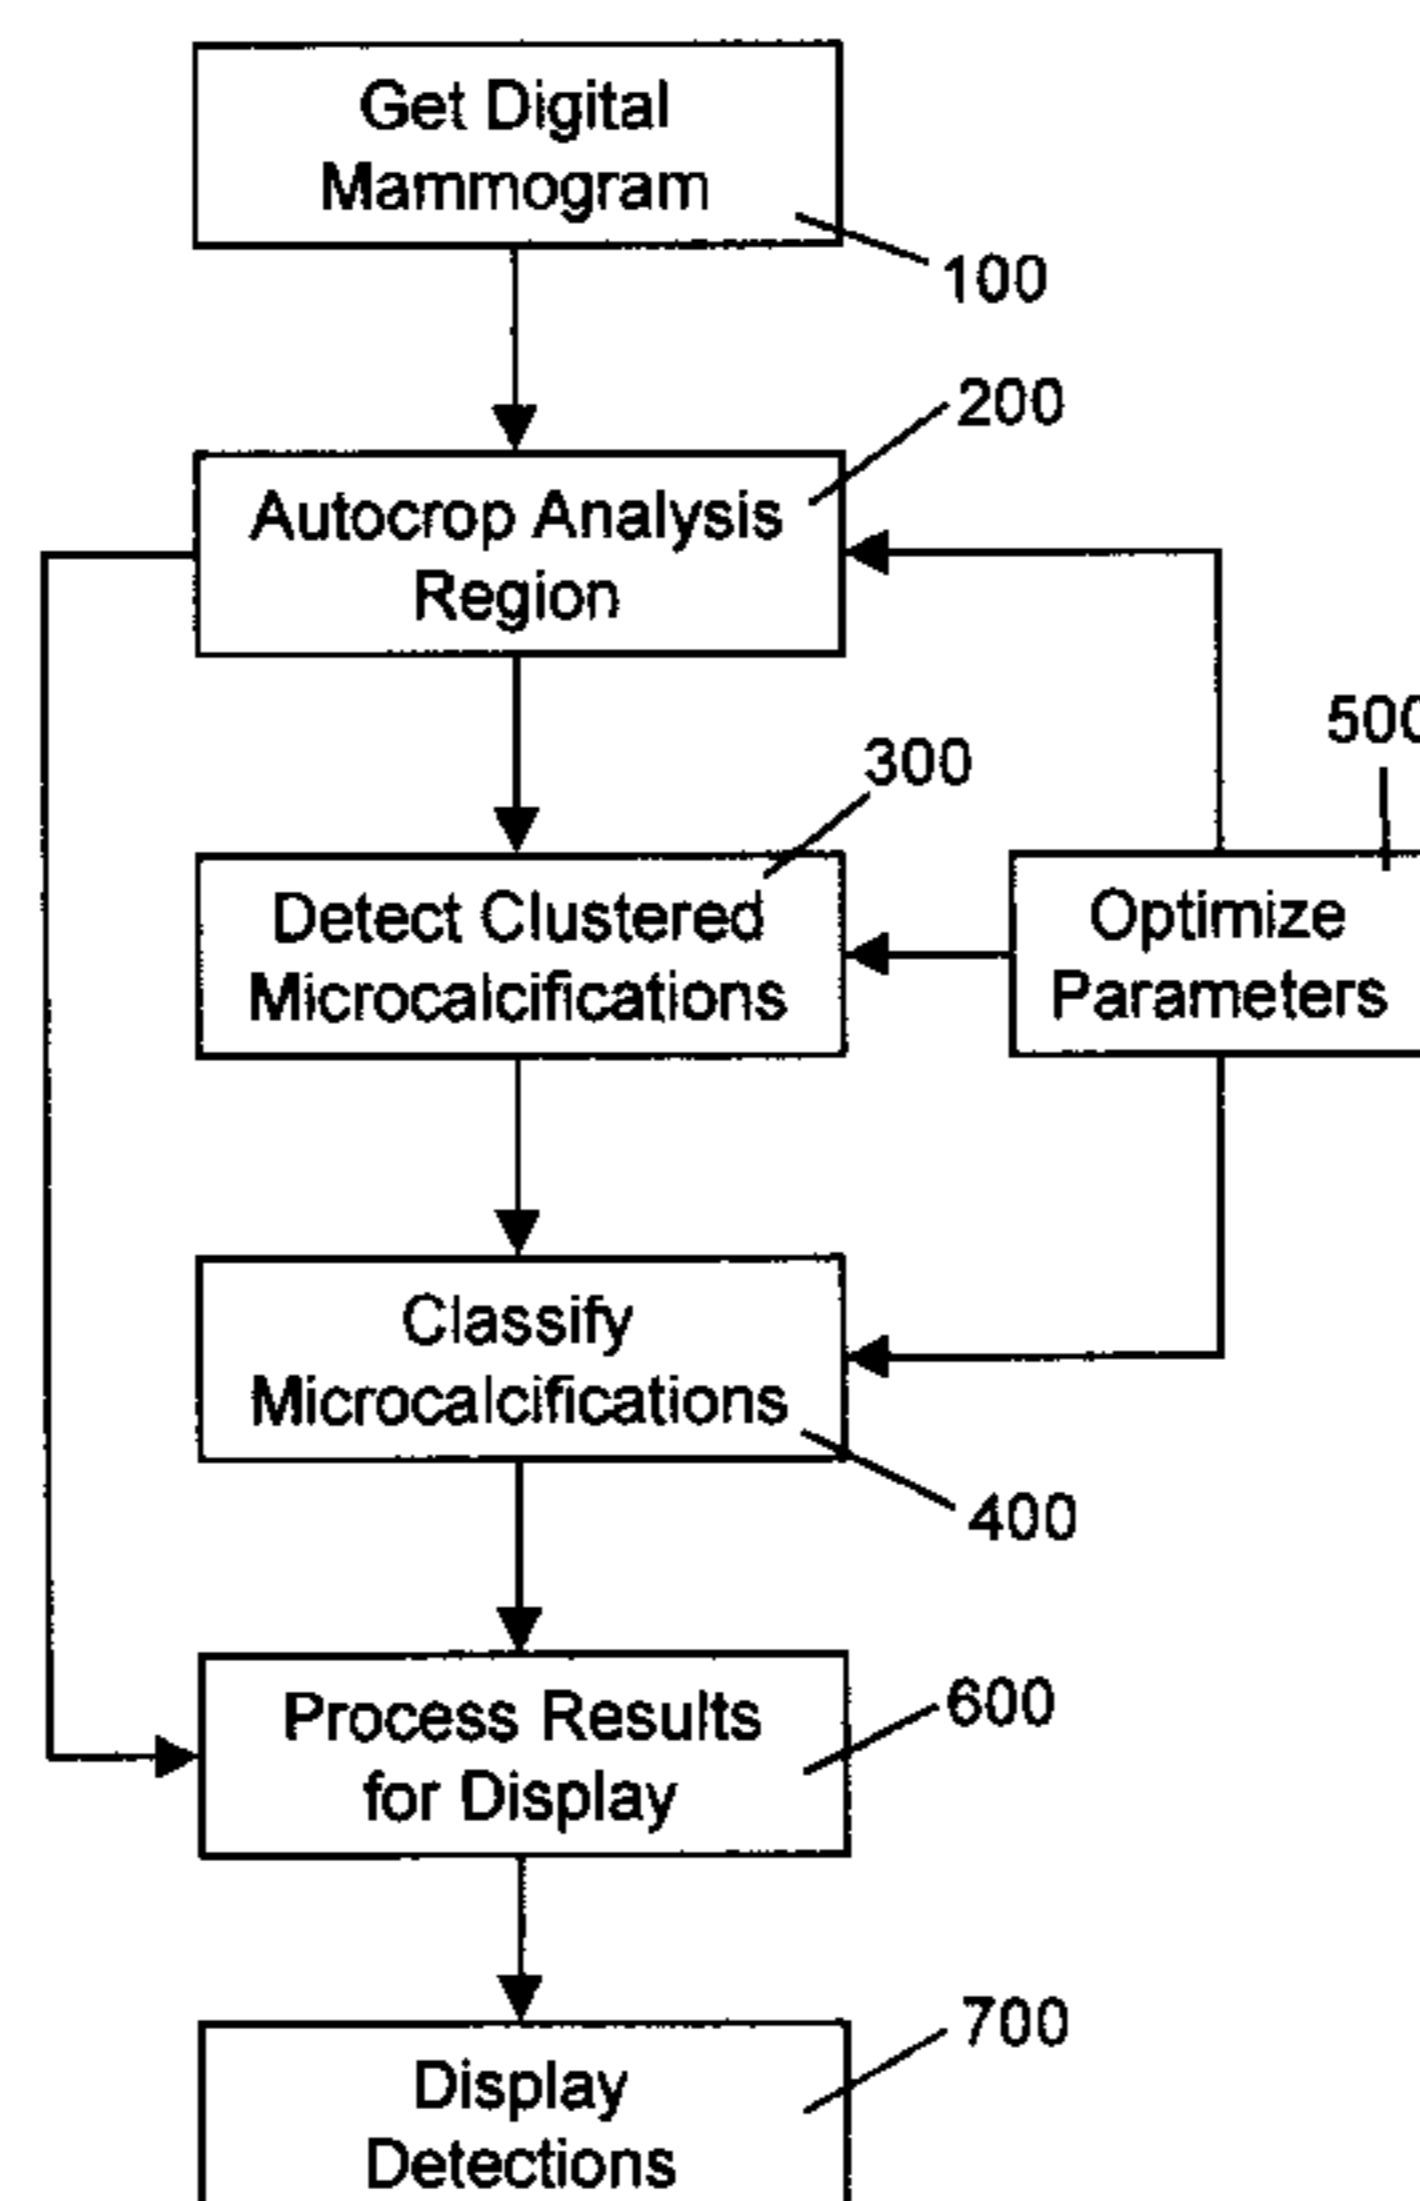 Get Digital
Mammogram
100
200
Autocrop Analysis
Region
500
300
Detect Clustered
Microcalcifications
Optimize
Parameters
Classify
Microcalcifications
400
Process Results
for Display
600
700
Display
Detections